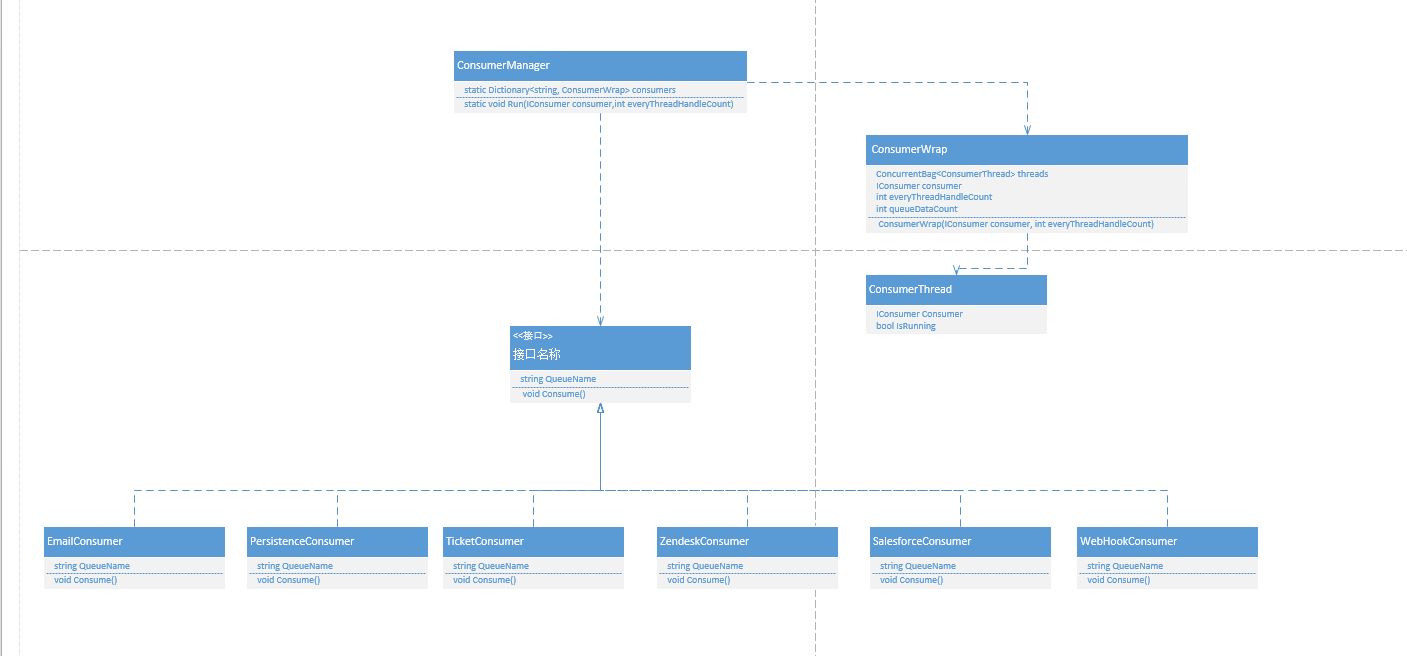 ConsumerManager
static Dictionary<string, ConsumerWrap> consumers
static void Run(IConsumer consumer,int everyThreadHandleCount)
ConsumerWrap
ConcurrentBag<ConsumerThread> threads
IConsumer consumer
int everyThreadHandleCount
int queueDataCount
ConsumerWrap(IConsumer consumer, int everyThreadHandleCount)
ConsumerThread
IConsumer Consumer
bool IsRunning
<<接口>>
接口名称
string QueueName
void Consume()
EmailConsumer
string QueueName
void Consume()
PersistenceConsumer
string QueueName
void Consume()
TicketConsumer
string QueueName
void Consume()
ZendeskConsumer
string QueueName
void Consume()
SalesforceConsumer
string QueueName
void Consume()
WebHookConsumer
string QueueName
void Consume()